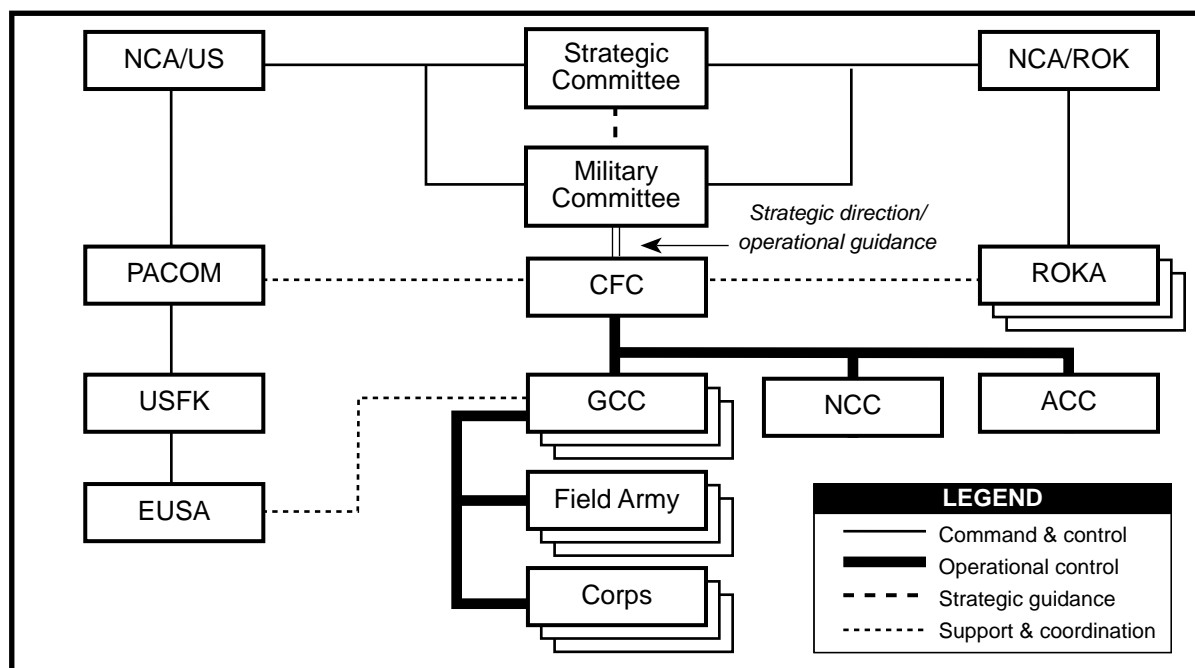 NCA/US
Strategic
Committee
NCA/ROK
Military
Committee
Strategic direction/
operational guidance
PACOM
CFC
ROKA
USFK
GCC
NCC
ACC
EUSA
Field Army
Corps
LEGEND
Command & control
Operational control
Strategic guidance
Support & coordination